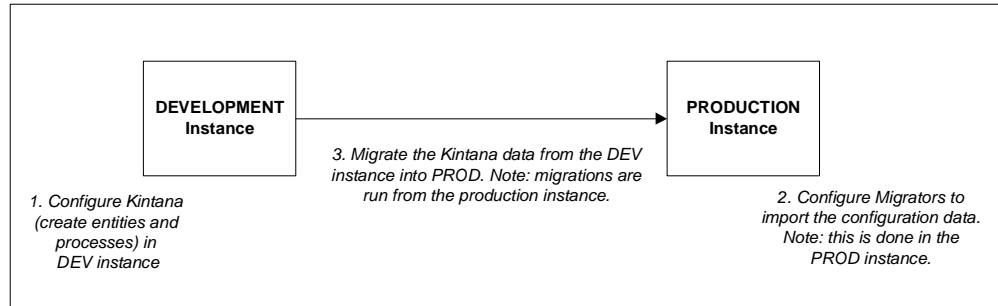 DEVELOPMENT
Instance
PRODUCTION
Instance
3. Migrate the Kintana data from the DEV
instance into PROD. Note: migrations are
run from the production instance.
1. Configure Kintana
(create entities and
processes) in
DEV instance
2. Configure Migrators to
import the configuration data.
Note: this is done in the
PROD instance.